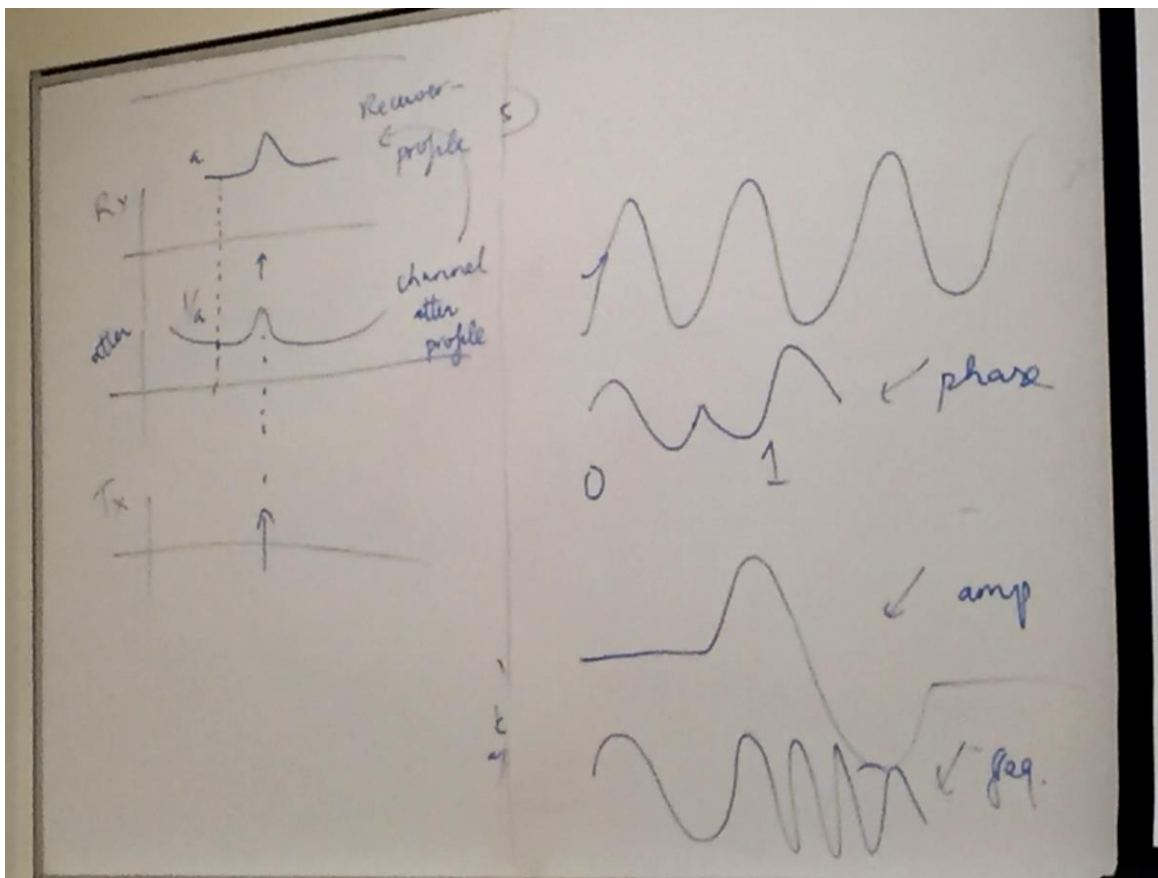 Receiver
profile
a
Rx
channel
atten
profile
1/a
atten
Tx
s
phase
0 1
amp
freq.